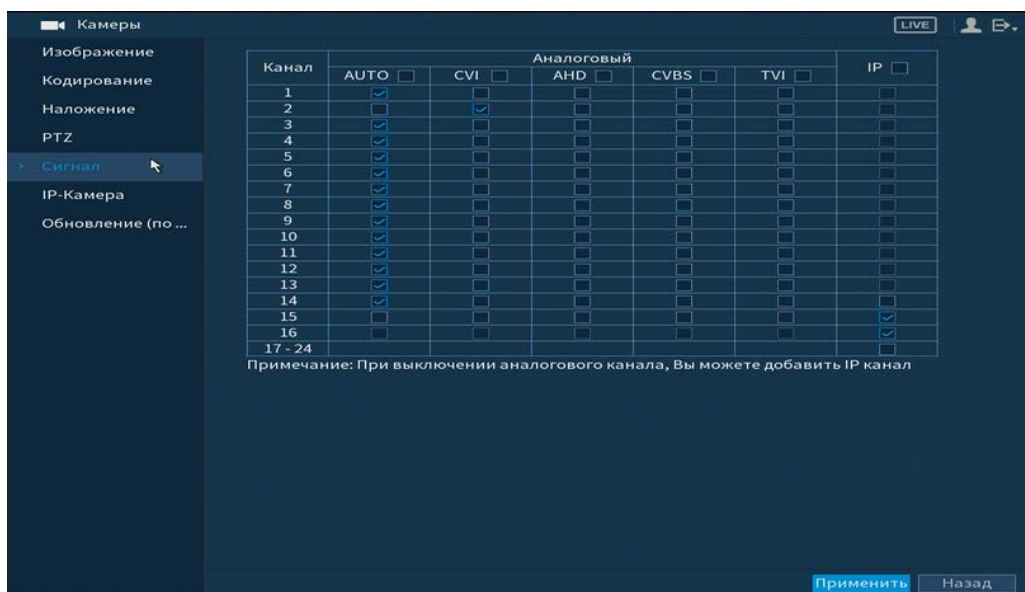 Камеры LIVE
Изображение
Кодирование
Наложение
PTZ
> Сигнал
IP-Камера
Обновление (по ...
Канал Аналоговый IP
AUTO CVI AHD CVBS TVI
1
2
3
4
5
6
7
8
9
10
11
12
13
14
15
16
17 - 24
Примечание: При выключении аналогового канала, Вы можете добавить IP канал
Применить Назад